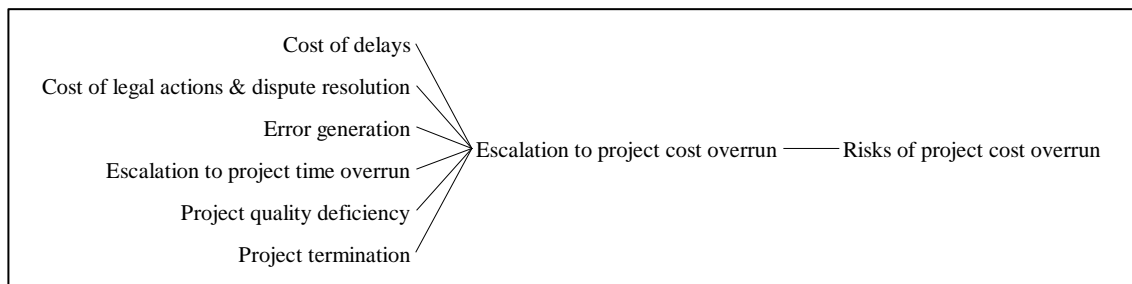 Cost of delays
Cost of legal actions & dispute resolution
Error generation
Escalation to project cost overrun
Risks of project cost overrun
Escalation to project time overrun
Project quality deficiency
Project termination